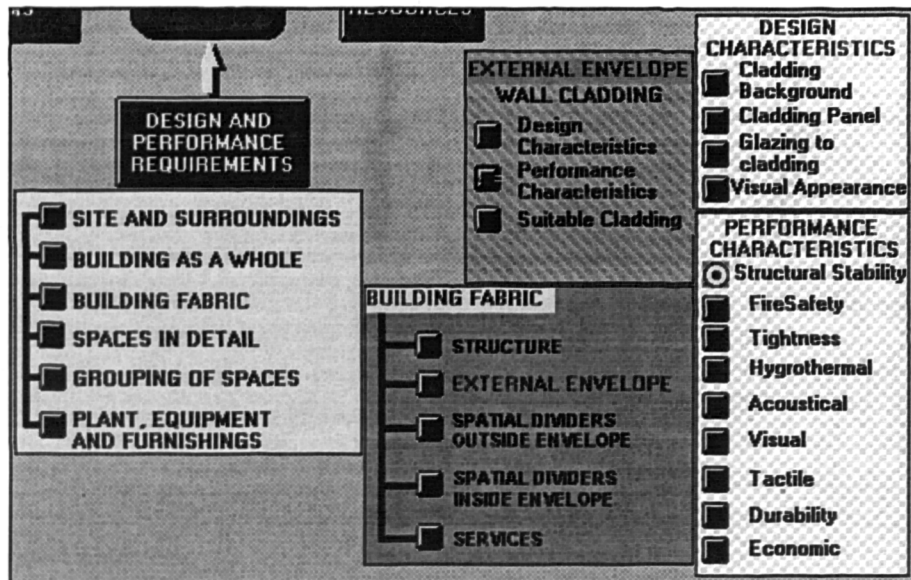 RESOURCES
DESIGN AND
PERFORMANCE
REQUIREMENTS
SITE AND SURROUNDINGS
BUILDING AS A WHOLE
BUILDING FABRIC
SPACES IN DETAIL
GROUPING OF SPACES
PLANT, EQUIPMENT
AND FURNISHINGS
BUILDING FABRIC
STRUCTURE
EXTERNAL ENVELOPE
SPATIAL DIVIDERS
OUTSIDE ENVELOPE
SPATIAL DIVIDERS
INSIDE ENVELOPE
SERVICES
EXTERNAL ENVELOPE
WALL CLADDING
Design
Characteristics
Performance
Characteristics
Suitable Cladding
DESIGN
CHARACTERISTICS
Cladding
Background
Cladding Panel
Glazing to
cladding
Visual Appearance
PERFORMANCE
CHARACTERISTICS
Structural Stability
FireSafety
Tightness
Hygrothermal
Acoustical
Visual
Tactile
Durability
Economic